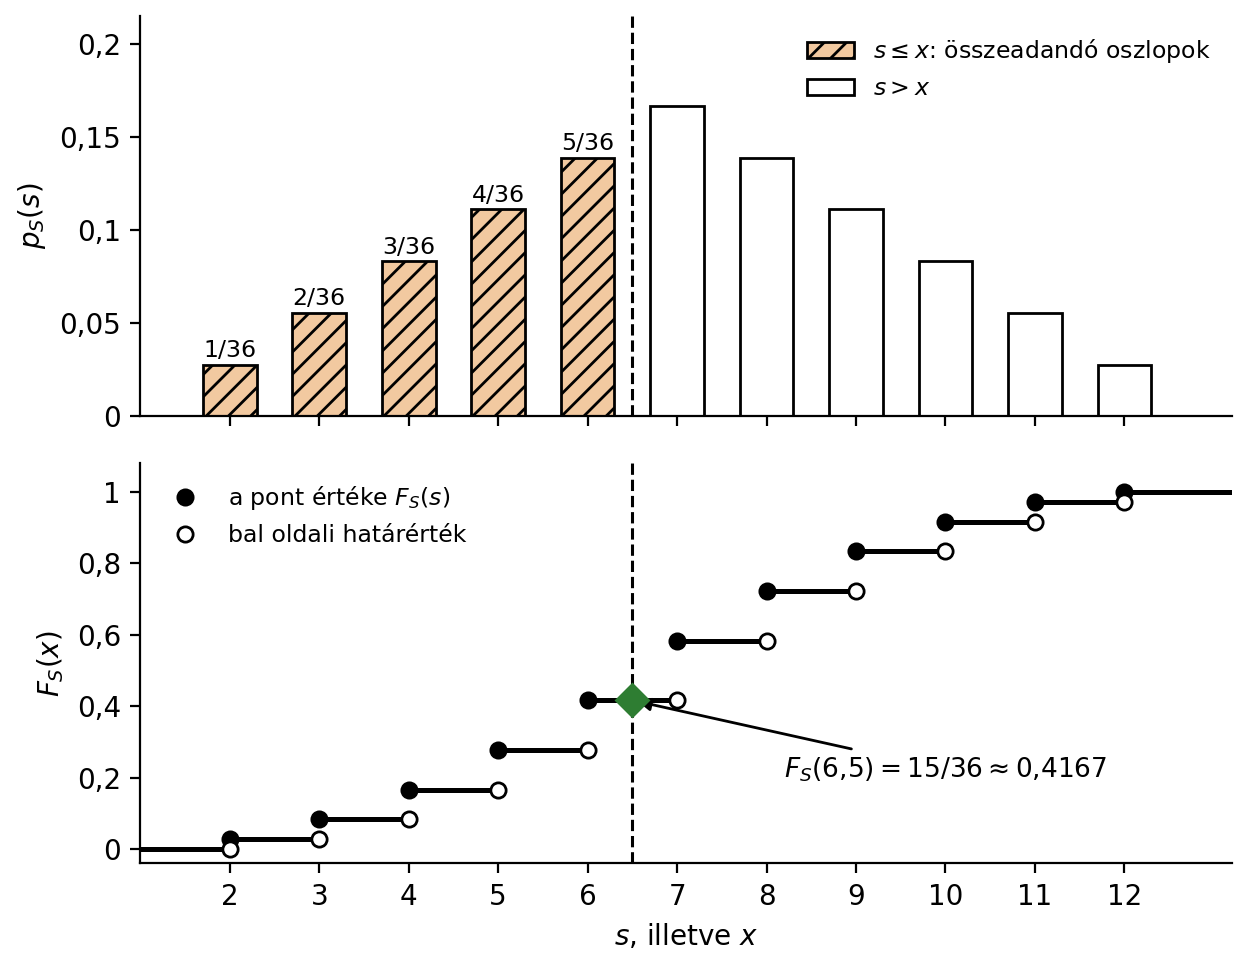 0,2
0,15
0,1
0,05
0
p_S(s)
s ≤ x: összeadandó oszlopok
s > x
1/36
2/36
3/36
4/36
5/36
1
0,8
0,6
0,4
0,2
0
F_S(x)
a pont értéke F_S(s)
bal oldali határérték
F_S(6,5) = 15/36 ≈ 0,4167
2 3 4 5 6 7 8 9 10 11 12
s, illetve x